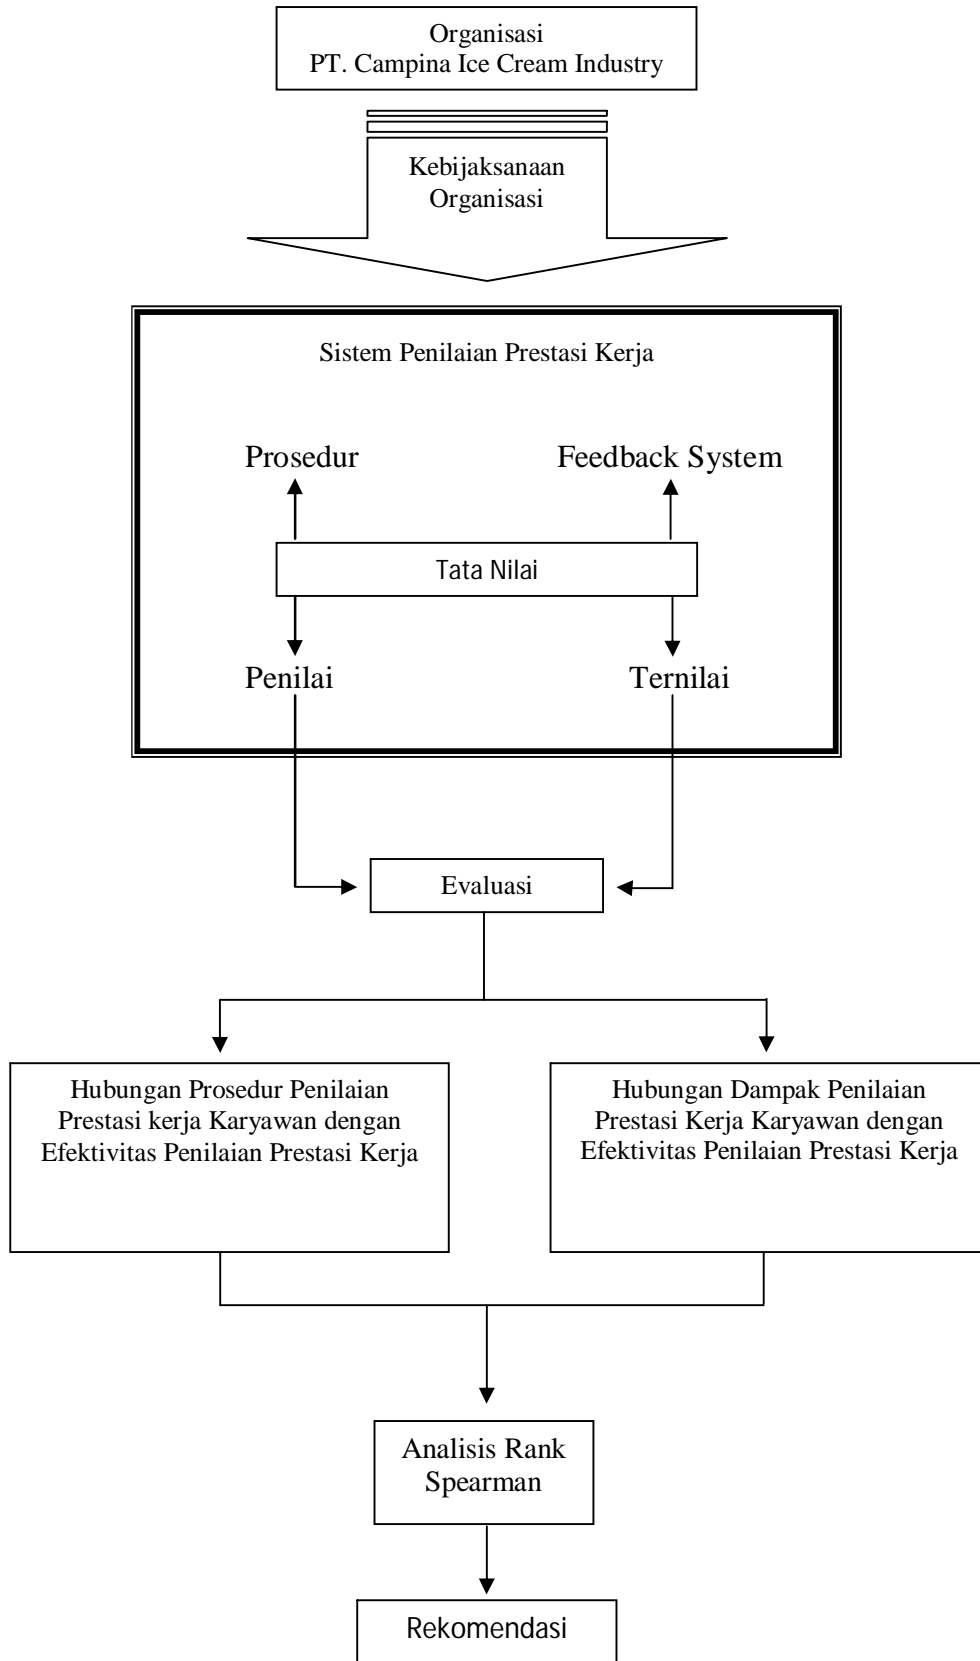 Organisasi
PT. Campina Ice Cream Industry
Kebijaksanaan
Organisasi
Sistem Penilaian Prestasi Kerja
Prosedur
Feedback System
Tata Nilai
Penilai
Ternilai
Evaluasi
Hubungan Prosedur Penilaian
Prestasi kerja Karyawan dengan
Efektivitas Penilaian Prestasi Kerja
Hubungan Dampak Penilaian
Prestasi Kerja Karyawan dengan
Efektivitas Penilaian Prestasi Kerja
Analisis Rank
Spearman
Rekomendasi